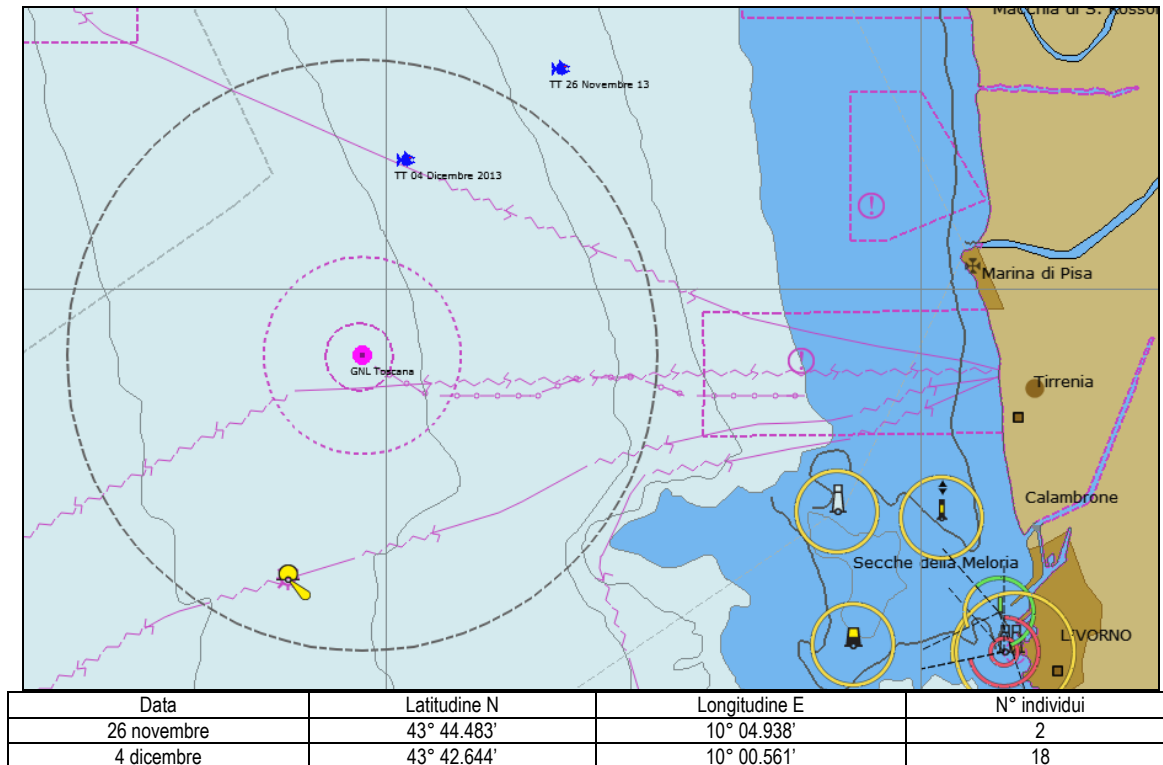 Macchia di S. Rossor
TT 26 Novembre 13
TT 04 Dicembre 2013
Marina di Pisa
GNL Toscana
Tirrenia
Calambrone
Secche della Meloria
L'VORNO
Data Latitudine N Longitudine E N° individui
26 novembre 43° 44.483' 10° 04.938' 2
4 dicembre 43° 42.644' 10° 00.561' 18